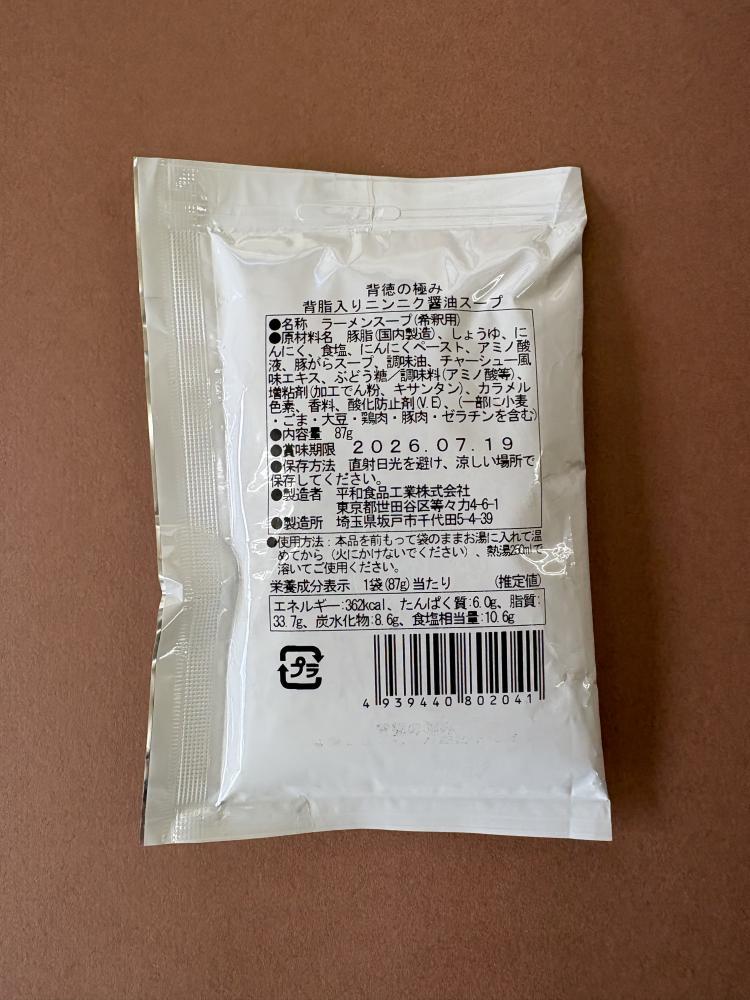 背徳の極み
背脂入りニンニク醤油スープ
●名称　ラーメンスープ(希釈用)
●原材料名　豚脂(国内製造)、しょうゆ、に
んにく、食塩、にんにくペースト、アミノ酸
液、豚がらスープ、調味油、チャーシュー風
味エキス、ぶどう糖／調味料(アミノ酸等)、
増粘剤(加工でん粉、キサンタン)、カラメル
色素、香料、酸化防止剤(V.E)、(一部に小麦
・ごま・大豆・鶏肉・豚肉・ゼラチンを含む)
●内容量　87g
●賞味期限　2026.07.19
●保存方法　直射日光を避け、涼しい場所で
保存してください。
●製造者　平和食品工業株式会社
東京都世田谷区等々力4-6-1
●製造所　埼玉県坂戸市千代田5-4-39
●使用方法：本品を前もって袋のままお湯に入れて温
めてから（火にかけないでください）、熱湯250mlで
溶いてご使用ください。
栄養成分表示　1袋(87g)当たり　(推定値)
エネルギー:362kcal、たんぱく質:6.0g、脂質:
33.7g、炭水化物:8.6g、食塩相当量:10.6g
プラ
4 939440 802041